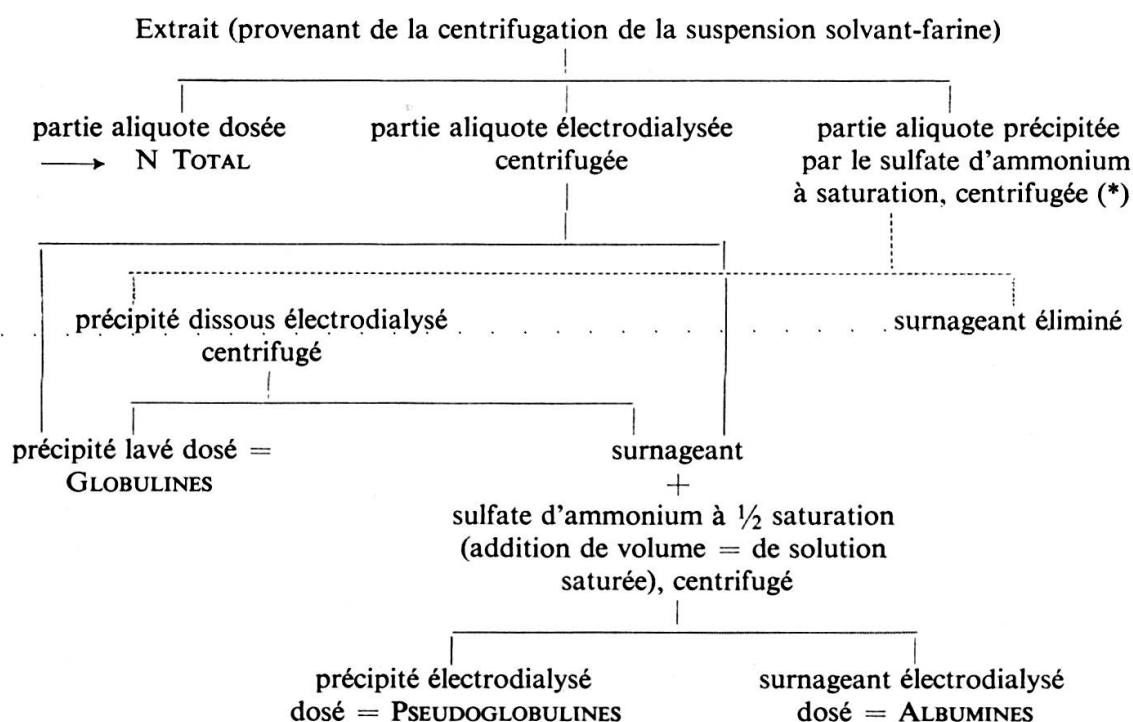 Extrait (provenant de la centrifugation de la suspension solvant-farine)
partie aliquote dosée
⟶ N TOTAL
partie aliquote électrodialysée
centrifugée
partie aliquote précipitée
par le sulfate d'ammonium
à saturation, centrifugée (*)
précipité dissous électrodialysé
centrifugé
surnageant éliminé
précipité lavé dosé =
GLOBULINES
surnageant
+
sulfate d'ammonium à ½ saturation
(addition de volume = de solution
saturée), centrifugé
précipité électrodialysé
dosé = PSEUDOGLOBULINES
surnageant électrodialysé
dosé = ALBUMINES